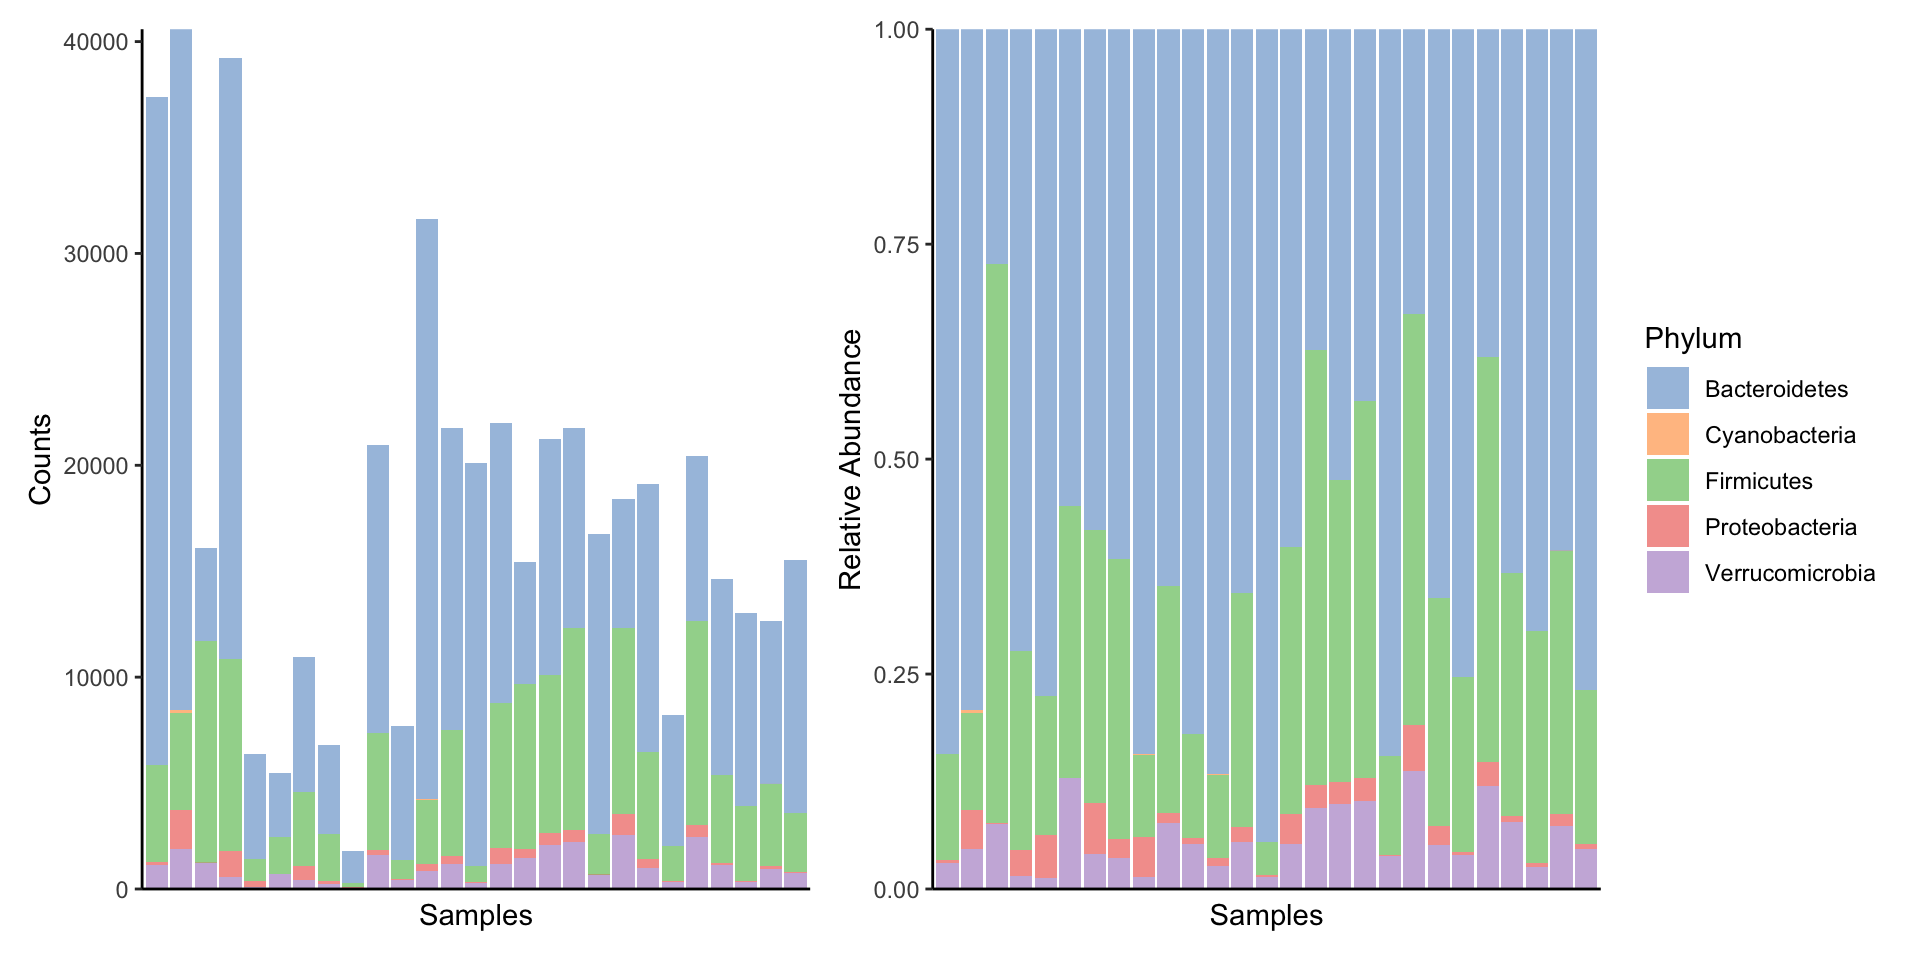 Counts
40000
30000
20000
10000
0
Samples
Relative Abundance
1.00
0.75
0.50
0.25
0.00
Samples
Phylum
Bacteroidetes
Cyanobacteria
Firmicutes
Proteobacteria
Verrucomicrobia